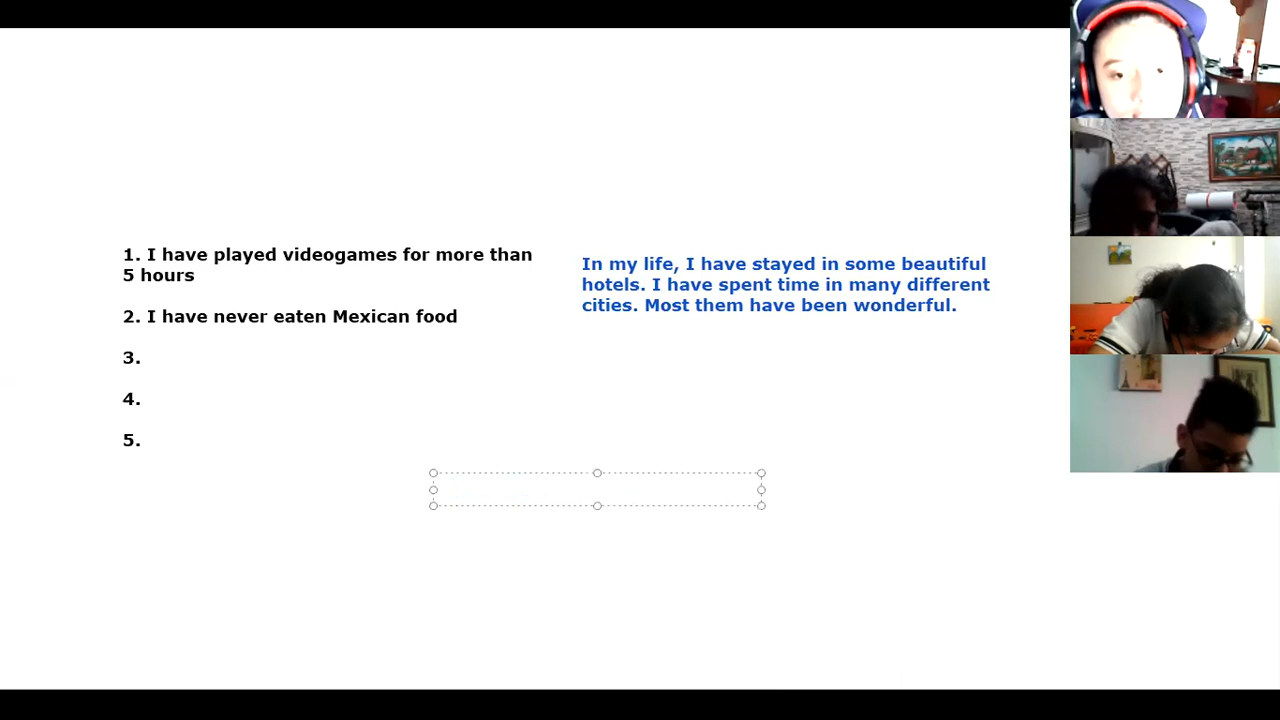 1. I have played videogames for more than
5 hours
2. I have never eaten Mexican food
3.
4.
5.
In my life, I have stayed in some beautiful
hotels. I have spent time in many different
cities. Most them have been wonderful.